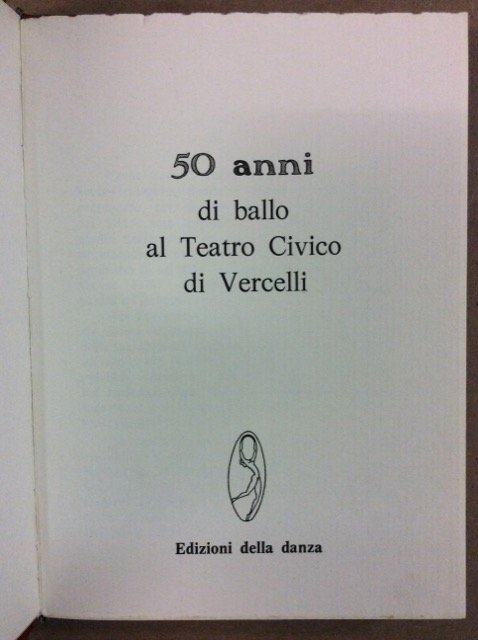 50 anni
di ballo
al Teatro Civico
di Vercelli
Edizioni della danza